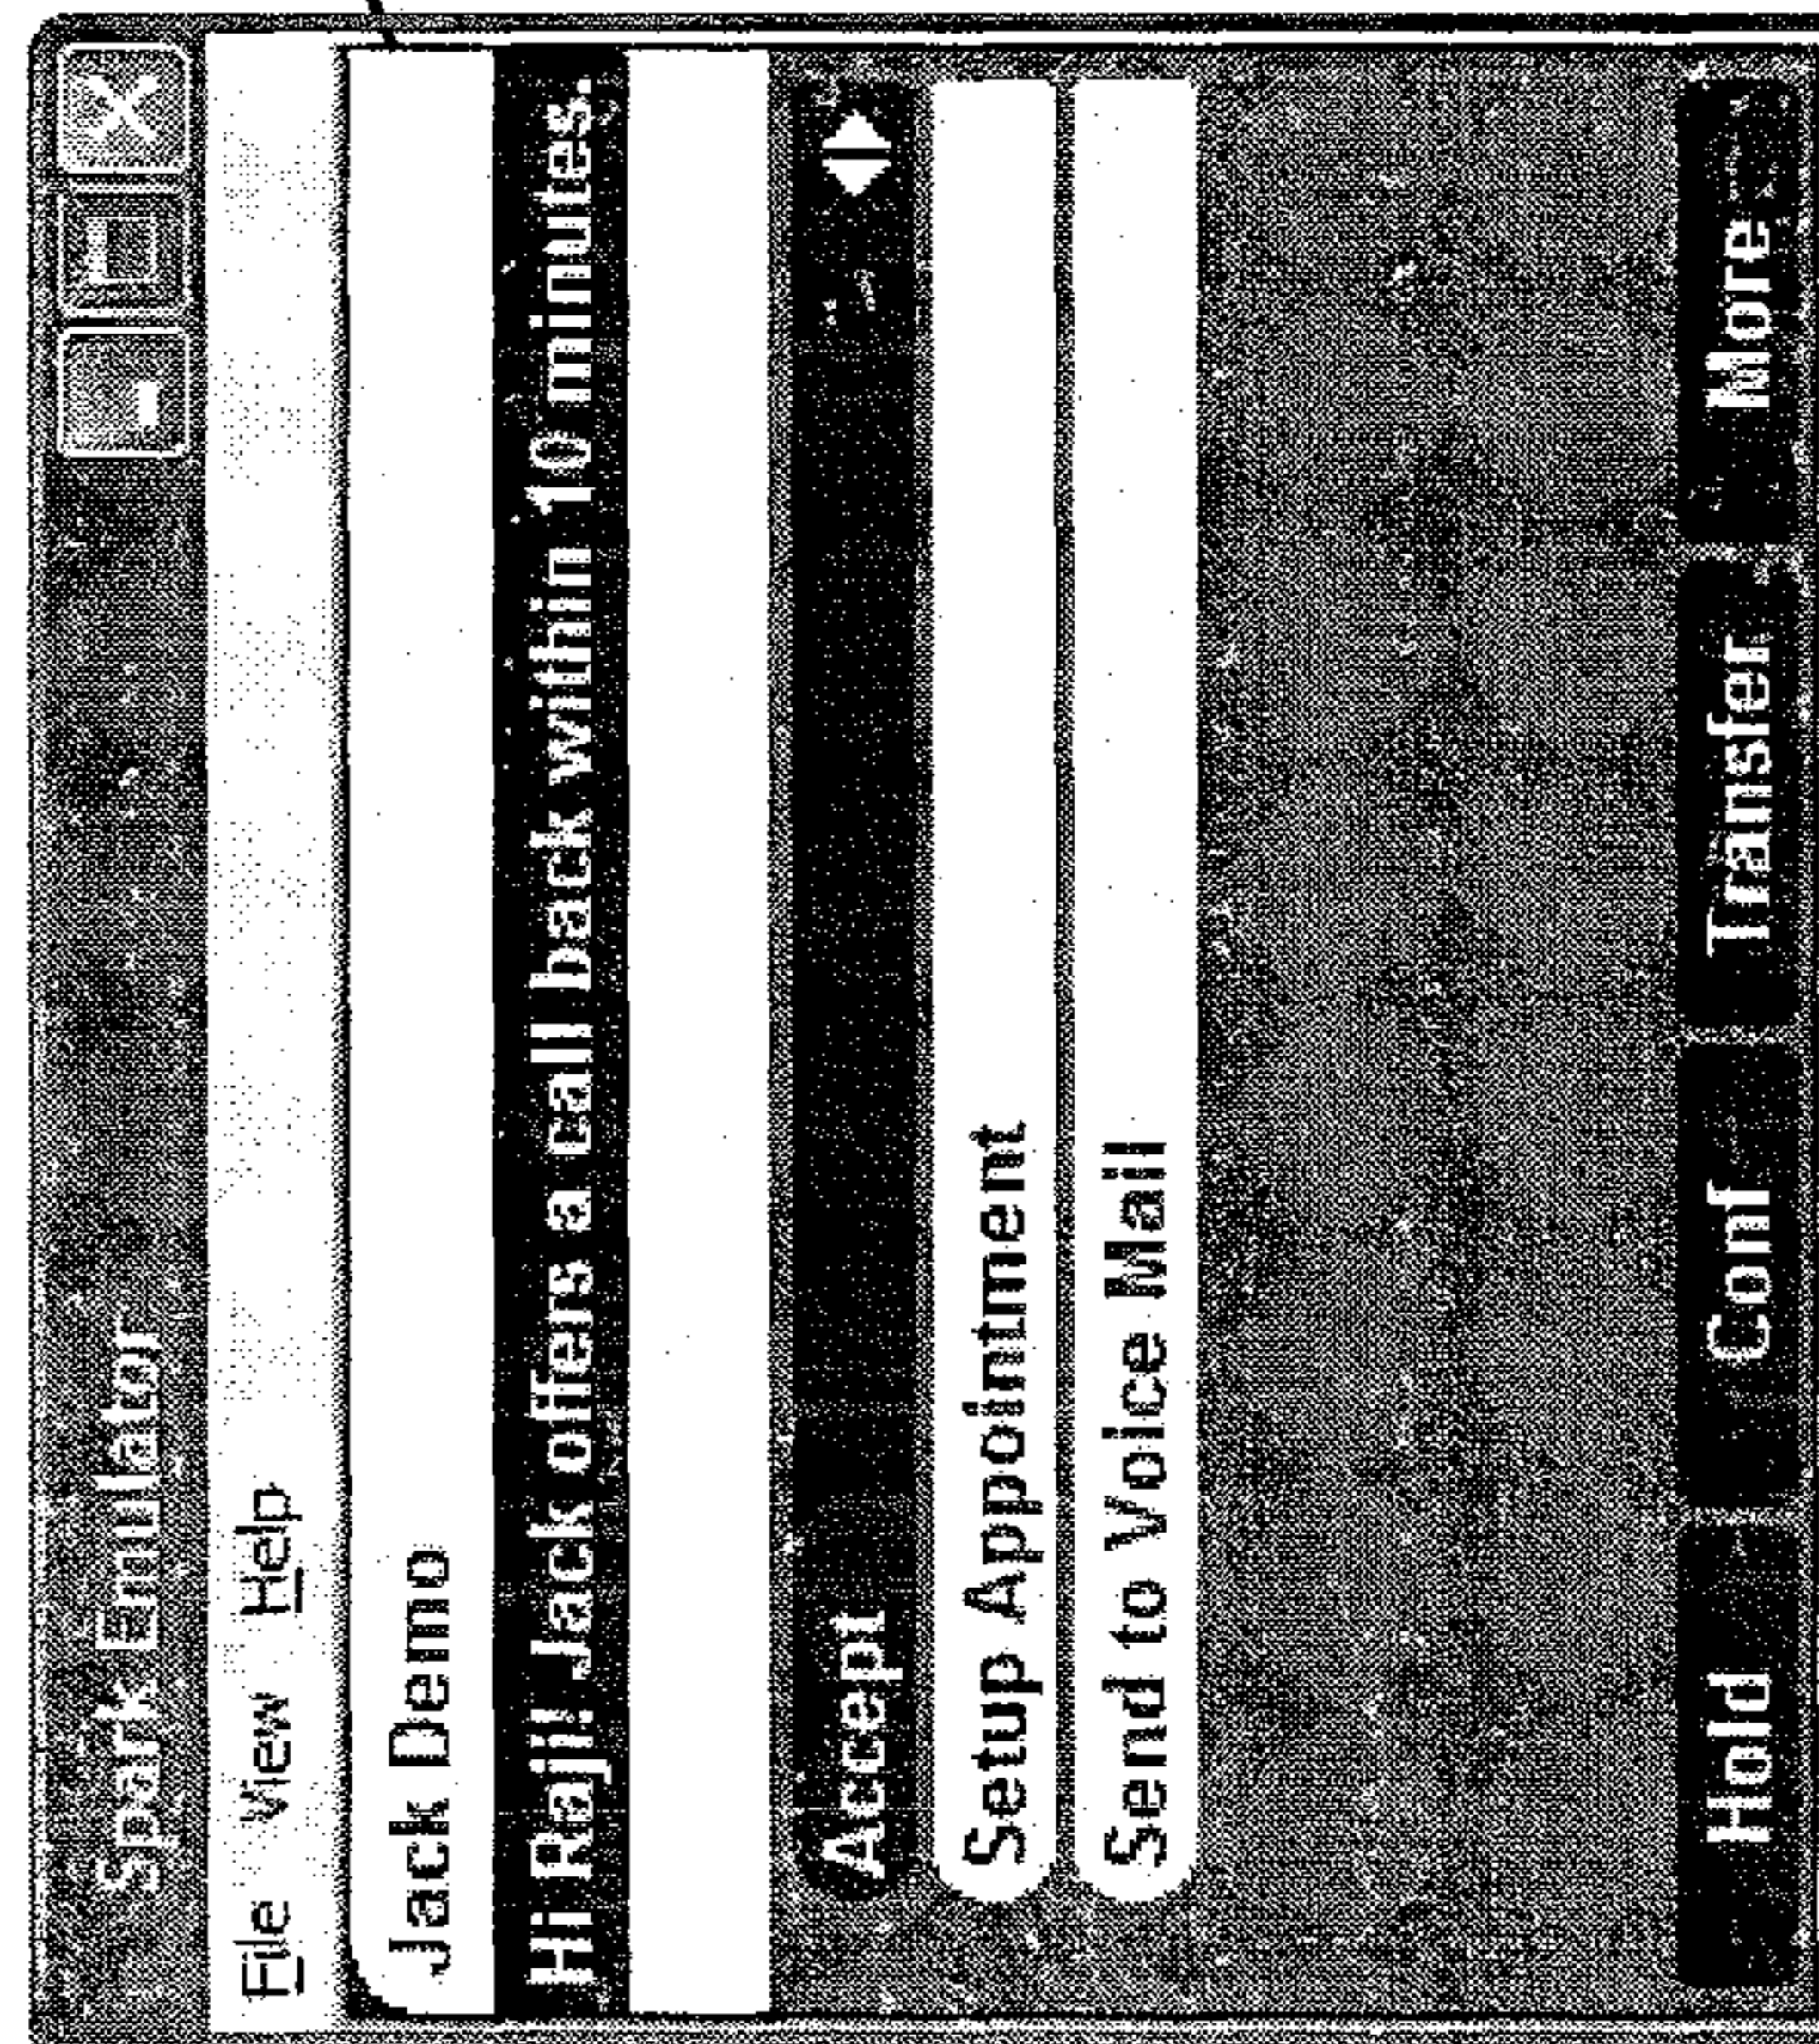 Spark Emulator
File View Help
Jack Demo
Hi Rajii! Jack offers a call back within 10 minutes.
Accept
Setup Appointment
Send to Voice Mail
Hold Conf Transfer More